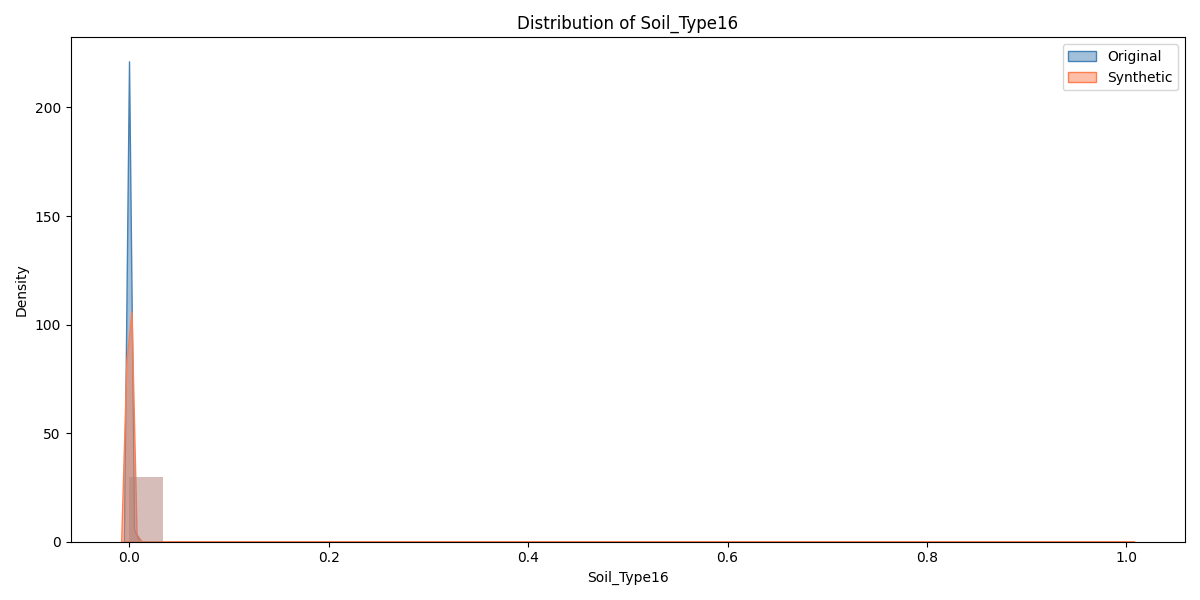 Distribution of Soil_Type16
Original
Synthetic
Density
200
150
100
50
0
0.0 0.2 0.4 0.6 0.8 1.0
Soil_Type16